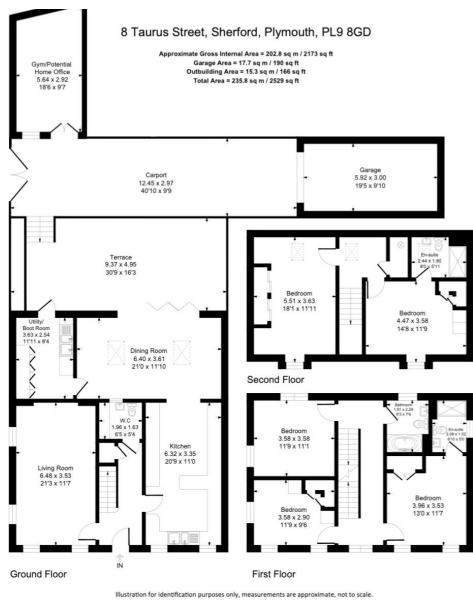 8 Taurus Street, Sherford, Plymouth, PL9 8GD
Approximate Gross Internal Area = 202.8 sq m / 2173 sq ft
Garage Area = 17.7 sq m / 190 sq ft
Outbuilding Area = 15.3 sq m / 166 sq ft
Total Area = 235.8 sq m / 2529 sq ft
Gym/Potential
Home Office
5.64 x 2.92
18'6 x 9'7
Carport
12.45 x 2.97
40'10 x 9'9
Garage
5.92 x 3.00
19'5 x 9'10
Terrace
9.37 x 4.95
30'9 x 16'3
Utility/
Boot Room
3.63 x 2.54
11'11 x 8'4
Dining Room
6.40 x 3.61
21'0 x 11'10
W.C
1.96 x 1.63
6'5 x 5'4
Kitchen
6.32 x 3.35
20'9 x 11'0
Living Room
6.48 x 3.53
21'3 x 11'7
IN
Ground Floor
Bedroom
5.51 x 3.63
18'1 x 11'11
En-suite
2.44 x 1.80
8'0 x 5'11
Bedroom
4.47 x 3.58
14'8 x 11'9
Second Floor
Bedroom
3.58 x 3.58
11'9 x 11'9
Bathroom
En-suite
Bedroom
3.58 x 2.90
11'9 x 9'6
Bedroom
3.96 x 3.53
13'0 x 11'7
First Floor
Illustration for identification purposes only, measurements are approximate, not to scale.